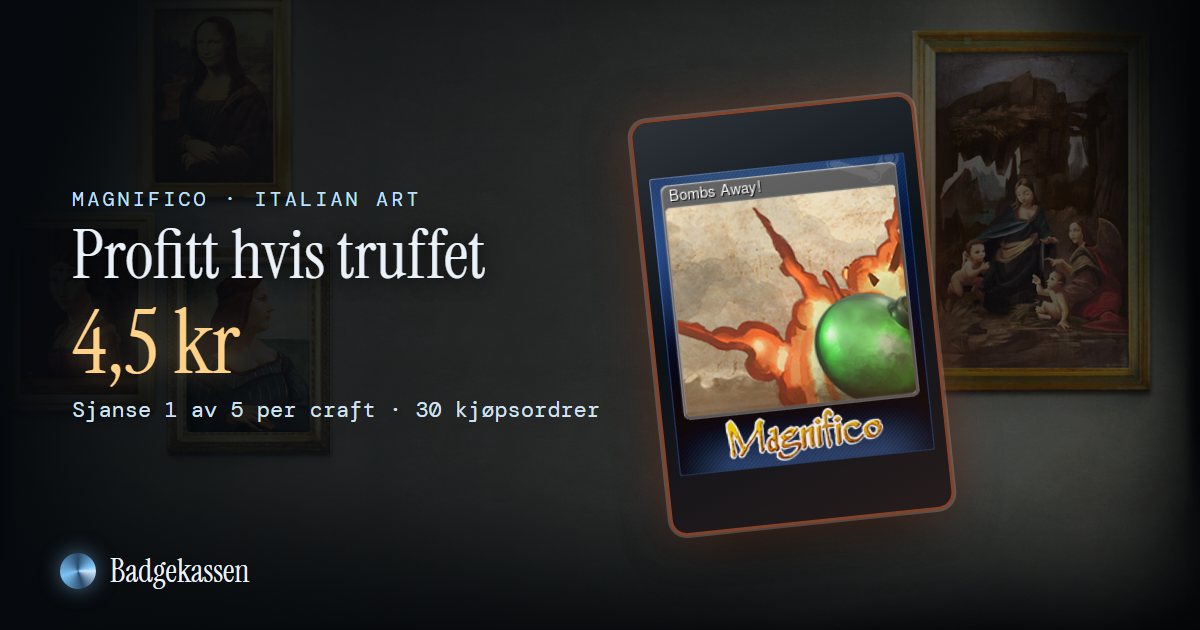 MAGNIFICO · ITALIAN ART
Profitt hvis truffet
4,5 kr
Sjanse 1 av 5 per craft · 30 kjøpsordrer
Bombs Away!
Magnifico
Badgekassen